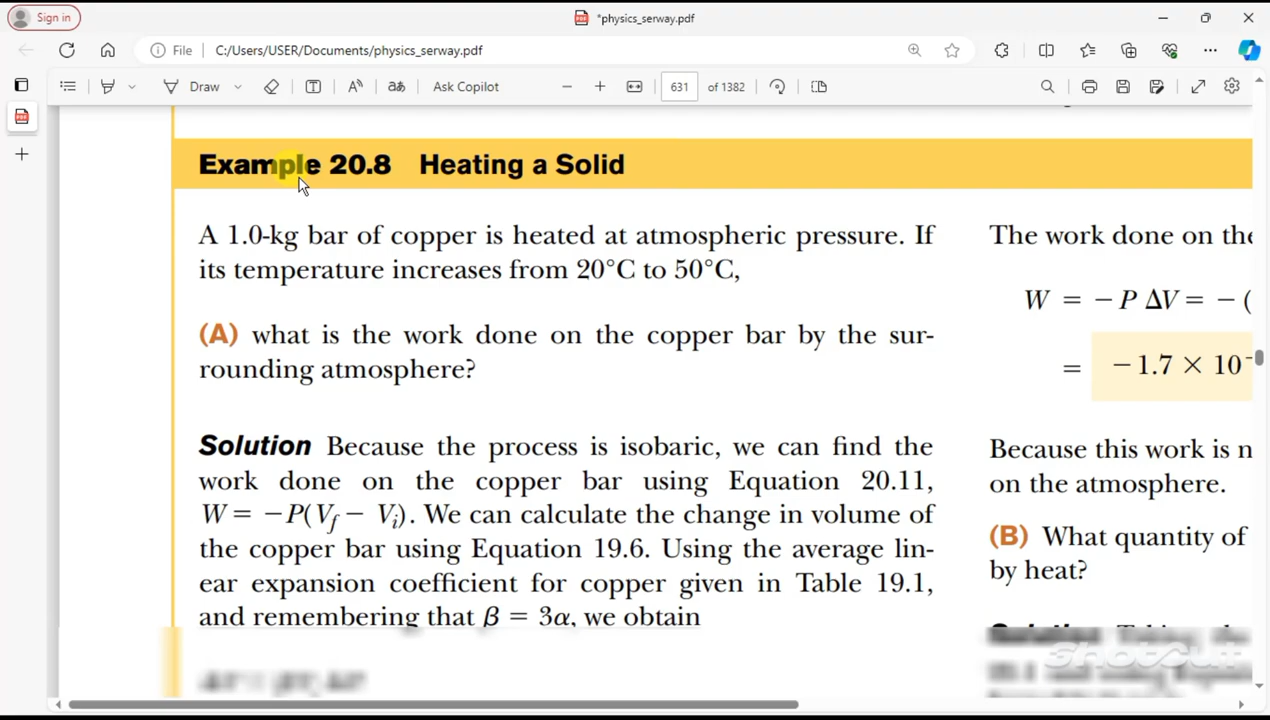 Sign in
*physics_serway.pdf
File
C:/Users/USER/Documents/physics_serway.pdf
Draw
Ask Copilot
631
of 1382
Example 20.8 Heating a Solid
A 1.0-kg bar of copper is heated at atmospheric pressure. If
its temperature increases from 20°C to 50°C,
(A) what is the work done on the copper bar by the sur-
rounding atmosphere?
Solution Because the process is isobaric, we can find the
work done on the copper bar using Equation 20.11,
W = −P(Vf − Vi). We can calculate the change in volume of
the copper bar using Equation 19.6. Using the average lin-
ear expansion coefficient for copper given in Table 19.1,
and remembering that β = 3α, we obtain
The work done on the
W = −P ΔV = − (
= −1.7 × 10−
Because this work is n
on the atmosphere.
(B) What quantity of
by heat?
shotcut